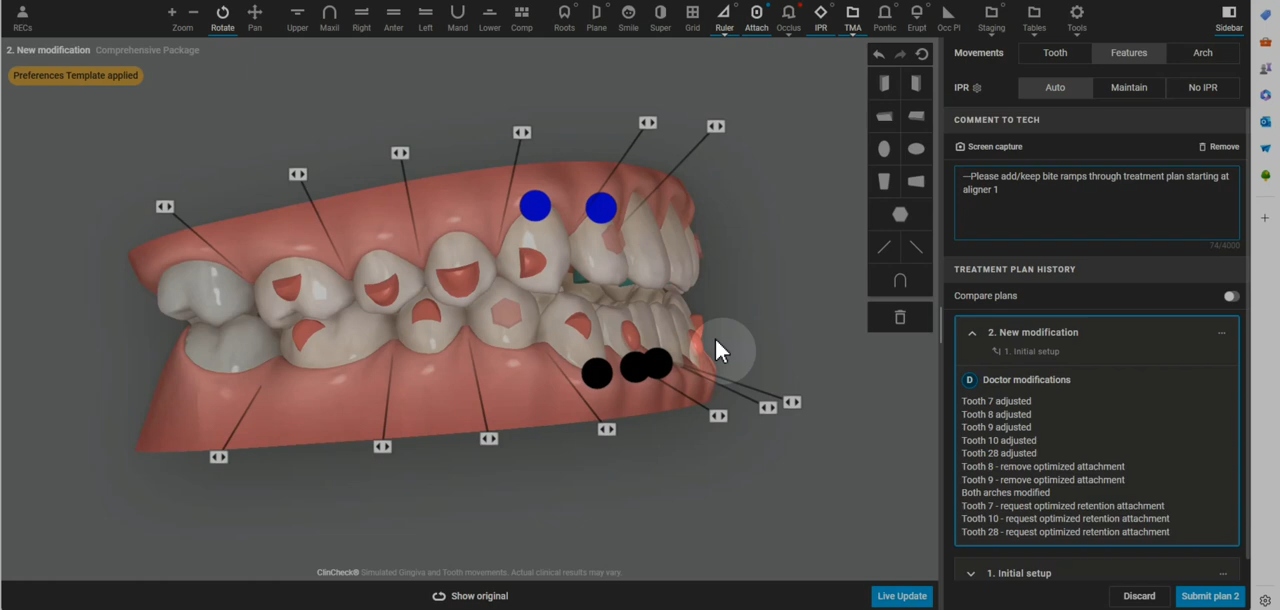 RECs
Zoom
Rotate
Pan
Upper
Maxil
Right
Anter
Left
Mand
Lower
Comp
Roots
Plane
Smile
Super
Grid
Ruler
Attach
Occlus
IPR
TMA
Pontic
Erupt
Occ Pl
Staging
Tables
Tools
Sidebar
2. New modification Comprehensive Package
Preferences Template applied
Movements Tooth Features Arch
IPR Auto Maintain No IPR
COMMENT TO TECH
Screen capture Remove
—Please add/keep bite ramps through treatment plan starting at
aligner 1
74/4000
TREATMENT PLAN HISTORY
Compare plans
2. New modification
1. Initial setup
D Doctor modifications
Tooth 7 adjusted
Tooth 8 adjusted
Tooth 9 adjusted
Tooth 10 adjusted
Tooth 28 adjusted
Tooth 8 - remove optimized attachment
Tooth 9 - remove optimized attachment
Both arches modified
Tooth 7 - request optimized retention attachment
Tooth 10 - request optimized retention attachment
Tooth 28 - request optimized retention attachment
1. Initial setup
ClinCheck® Simulated Gingiva and Tooth movements. Actual clinical results may vary.
Show original
Live Update
Discard
Submit plan 2